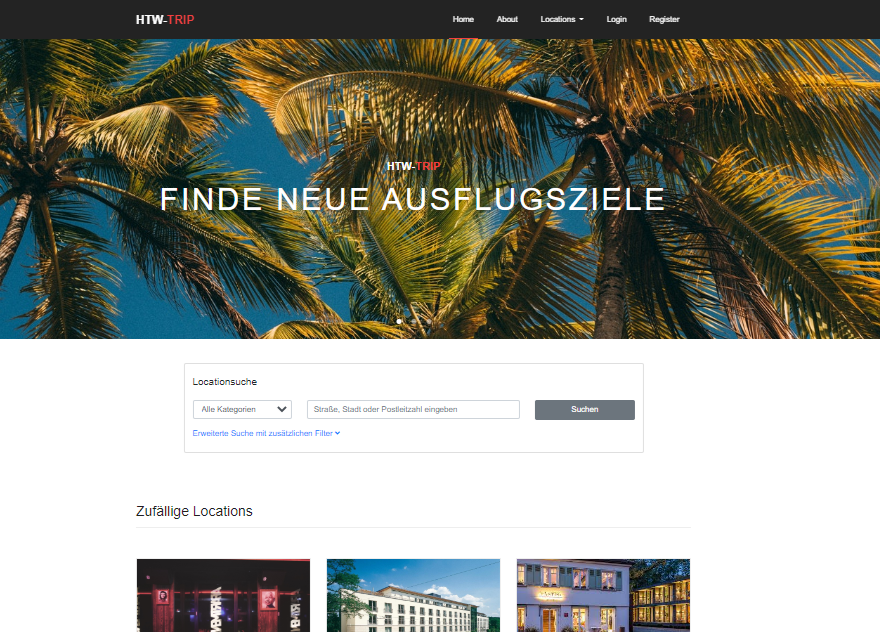 HTW-TRIP
Home About Locations Login Register
HTW-TRIP
FINDE NEUE AUSFLUGSZIELE
Locationsuche
Alle Kategorien Straße, Stadt oder Postleitzahl eingeben Suchen
Erweiterte Suche mit zusätzlichen Filter
Zufällige Locations